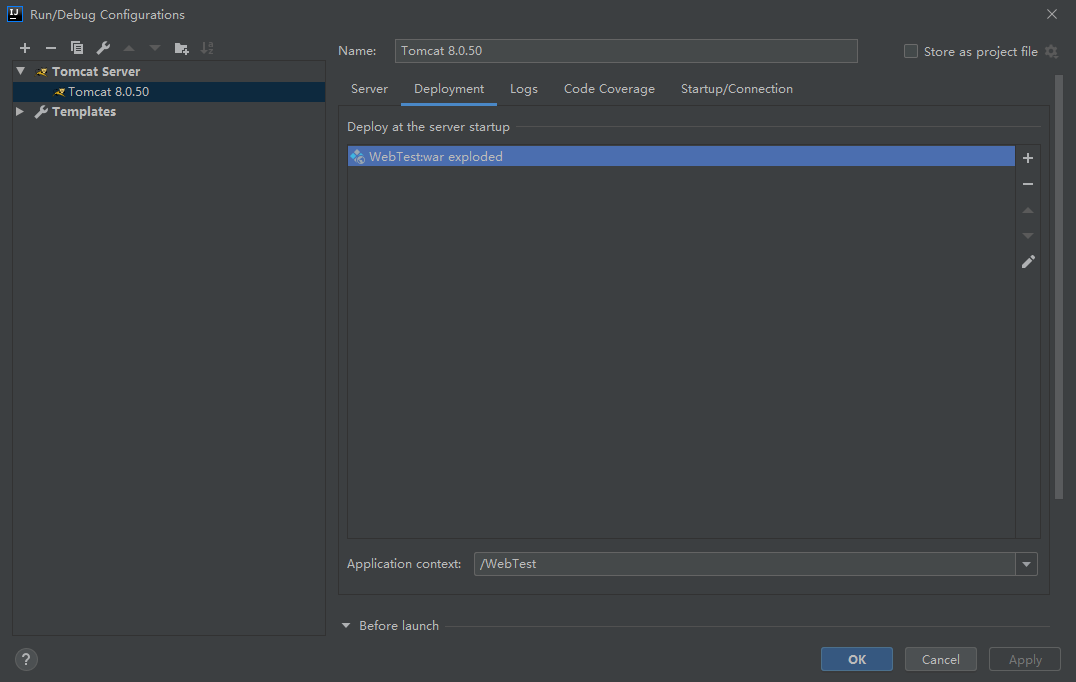 Run/Debug Configurations
Name: Tomcat 8.0.50 Store as project file
Tomcat Server
Tomcat 8.0.50
Templates
Server Deployment Logs Code Coverage Startup/Connection
Deploy at the server startup
WebTest:war exploded
Application context: /WebTest
Before launch
? OK Cancel Apply